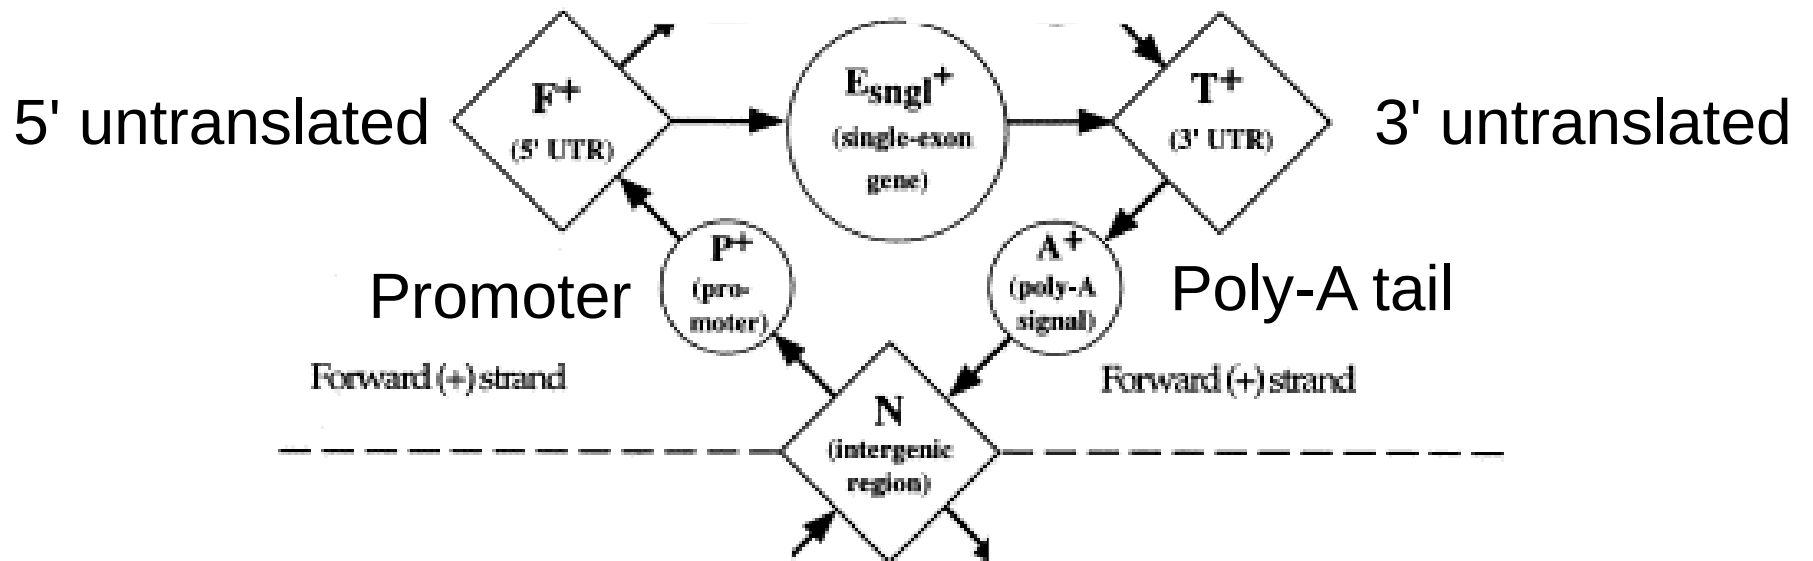 5' untranslated
F+
(5' UTR)
Esngl+
(single-exon
gene)
T+
(3' UTR)
3' untranslated
Promoter
P+
(pro-
moter)
A+
(poly-A
signal)
Poly-A tail
Forward (+) strand
Forward (+) strand
N
(intergenic
region)